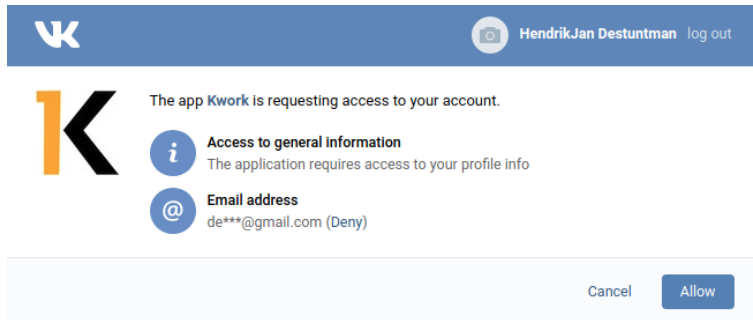 HendrikJan Destuntman log out
The app Kwork is requesting access to your account.
Access to general information
The application requires access to your profile info
Email address
de***@gmail.com (Deny)
Cancel Allow